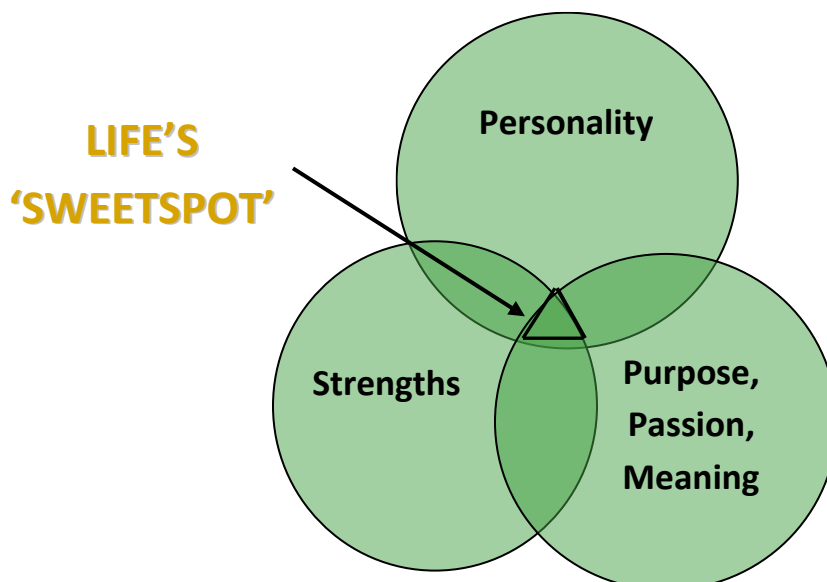 LIFE’S
‘SWEETSPOT’
Personality
Strengths
Purpose,
Passion,
Meaning